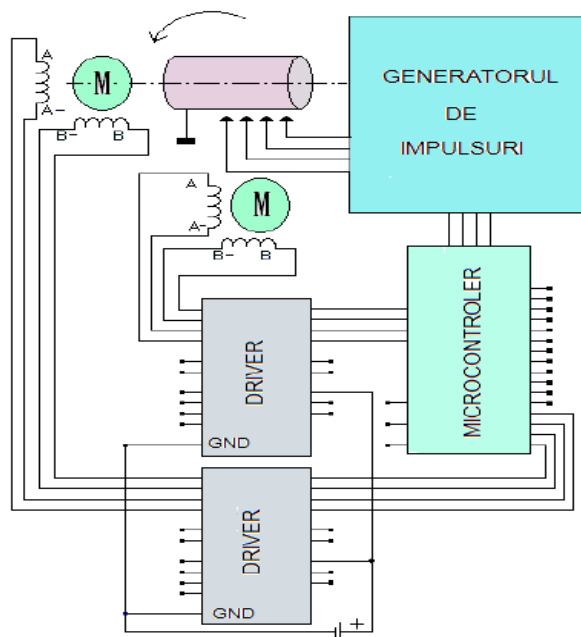 A
M
A-
B-
B
GENERATORUL
DE
IMPULSURI
A
M
A-
B-
B
DRIVER
GND
MICROCONTROLER
DRIVER
GND
+